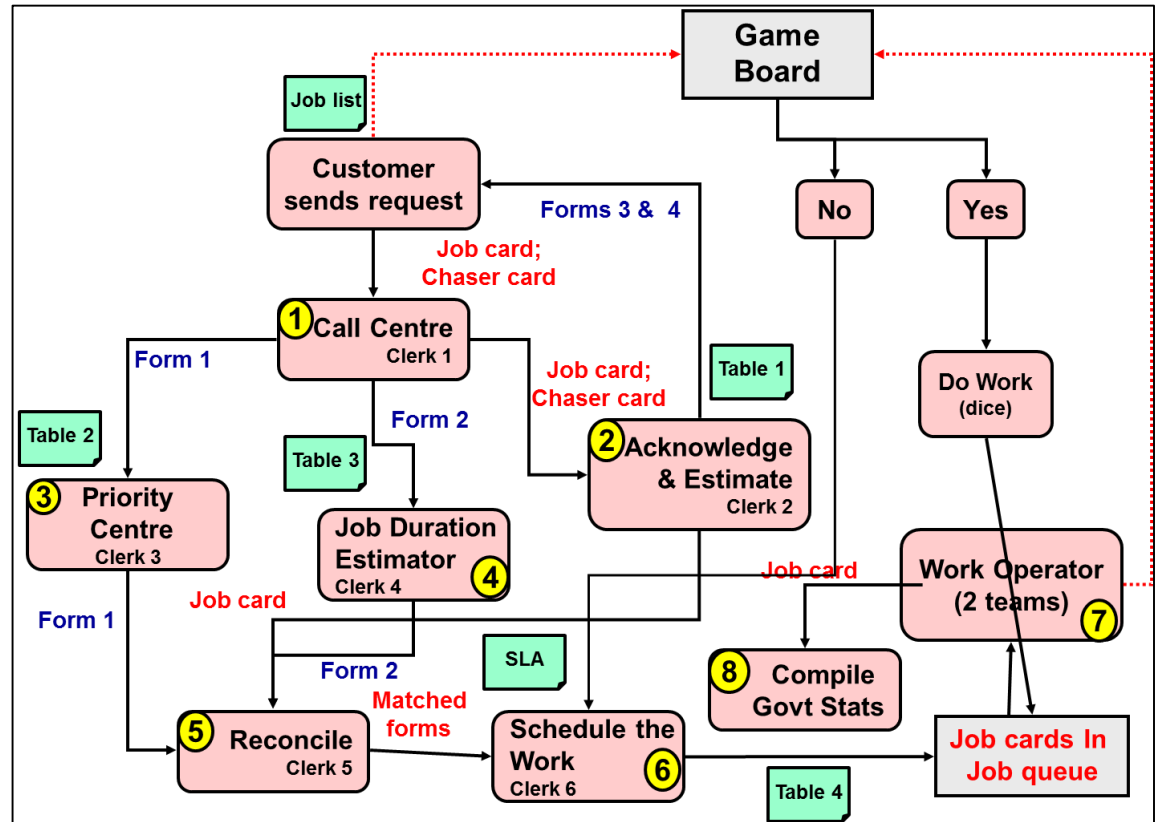 Game
Board
Job list
Customer
sends request
No
Yes
Forms 3 & 4
Job card;
Chaser card
1
Call Centre
Clerk 1
Form 1
Job card;
Chaser card
Table 1
Do Work
(dice)
Form 2
Table 2
Table 3
2
Acknowledge
& Estimate
Clerk 2
3
Priority
Centre
Clerk 3
Job Duration
Estimator
Clerk 4
4
Job card
Work Operator
(2 teams)
7
Job card
Form 1
Form 2
SLA
8
Compile
Govt Stats
Matched
forms
5
Reconcile
Clerk 5
Schedule the
Work
Clerk 6
6
Job cards In
Job queue
Table 4